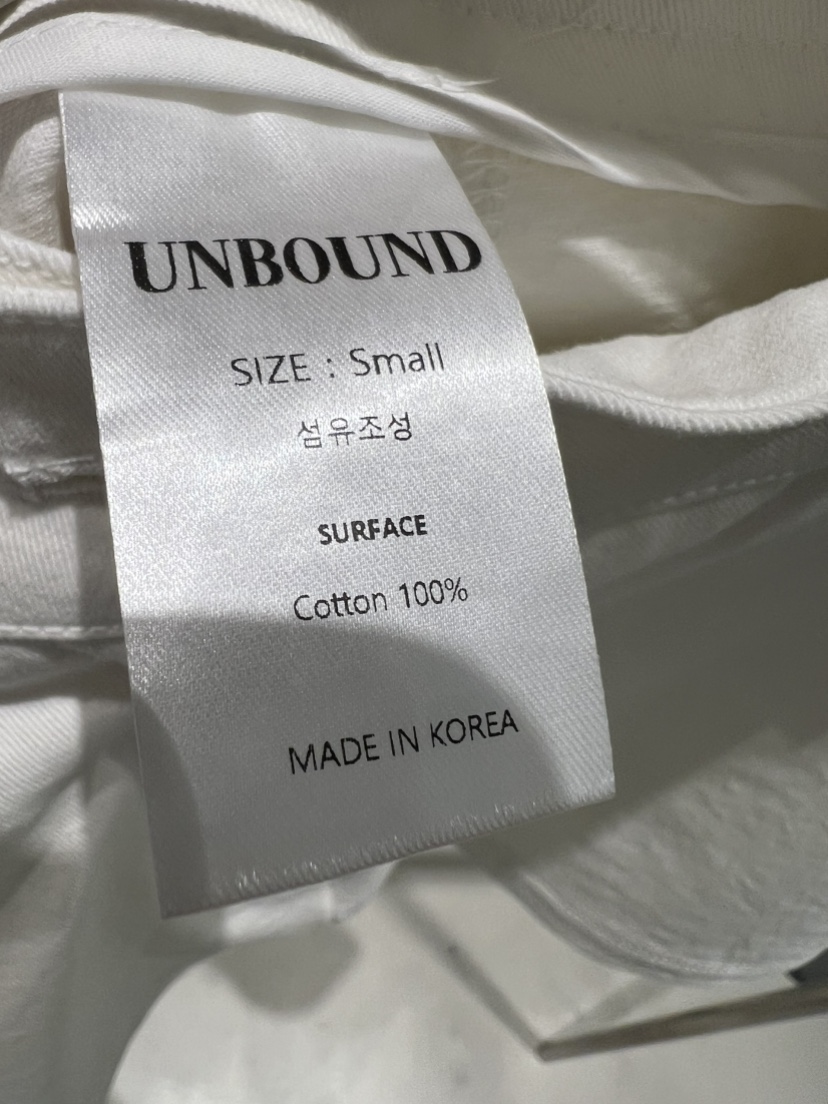 UNBOUND
SIZE : Small
섬유조성
SURFACE
Cotton 100%
MADE IN KOREA